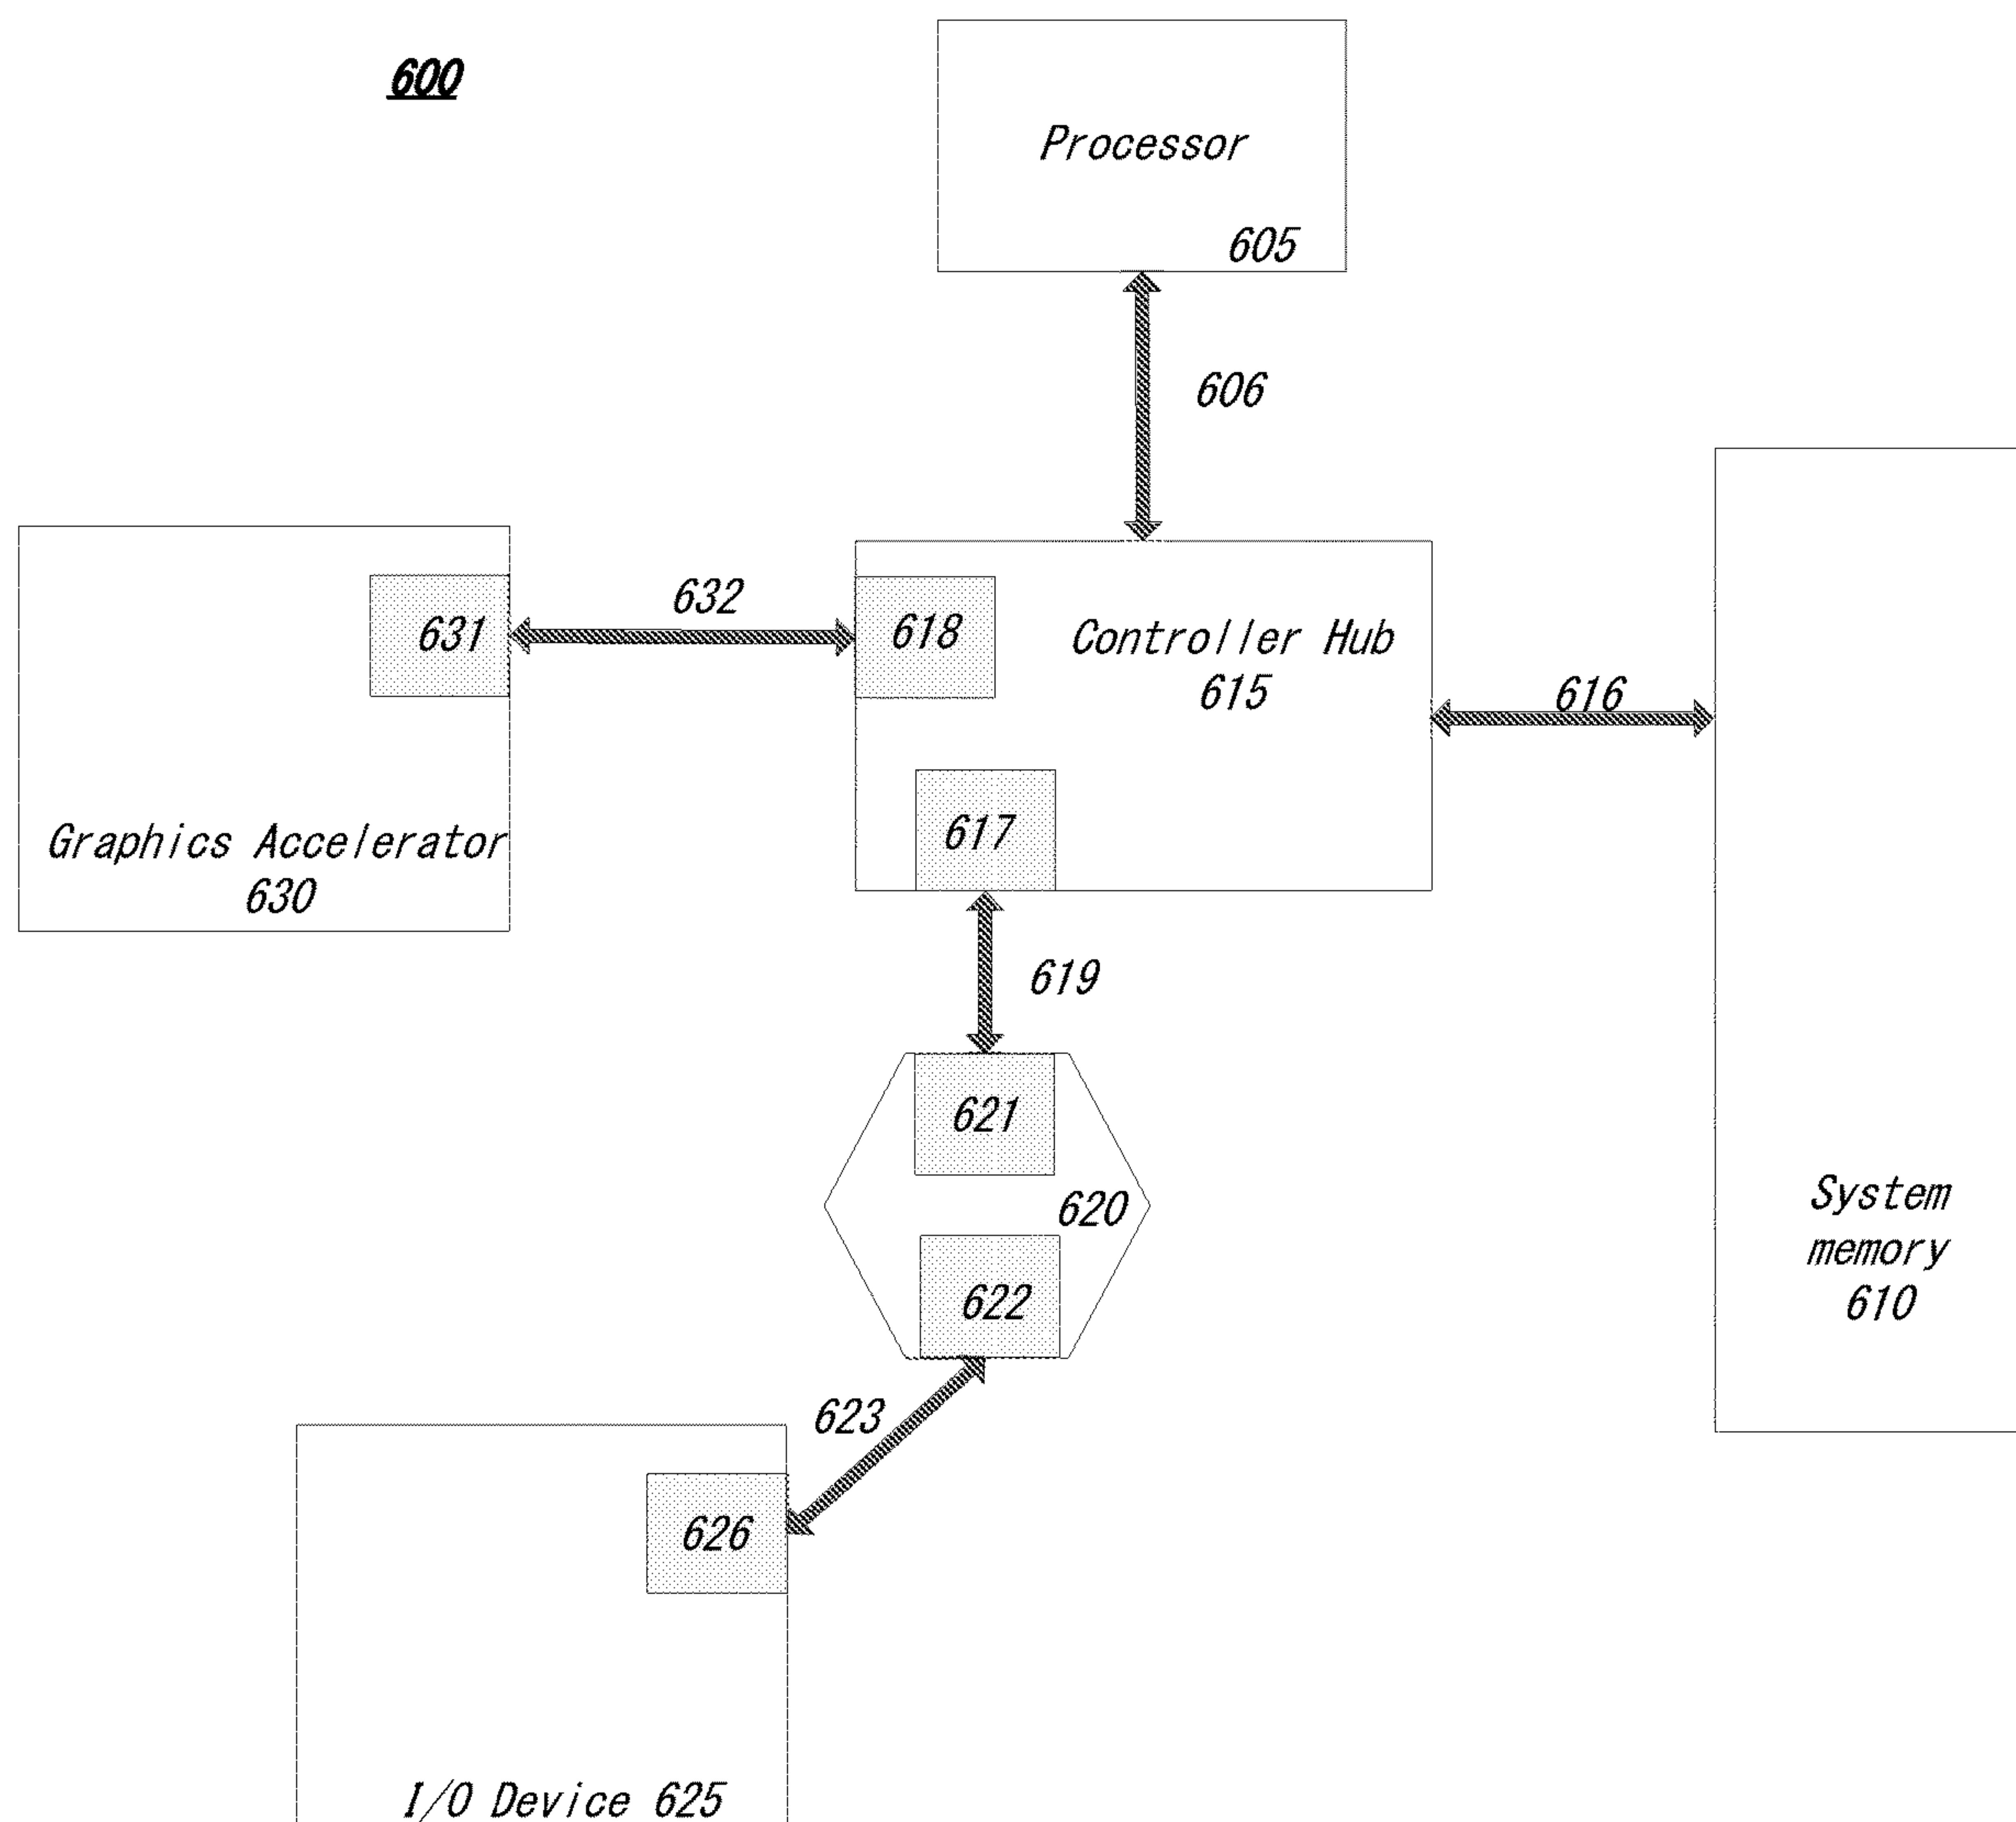 600
Processor
605
606
632
631
618
Controller Hub
615
616
617
Graphics Accelerator
630
619
621
620
622
System
memory
610
623
626
I/O Device 625